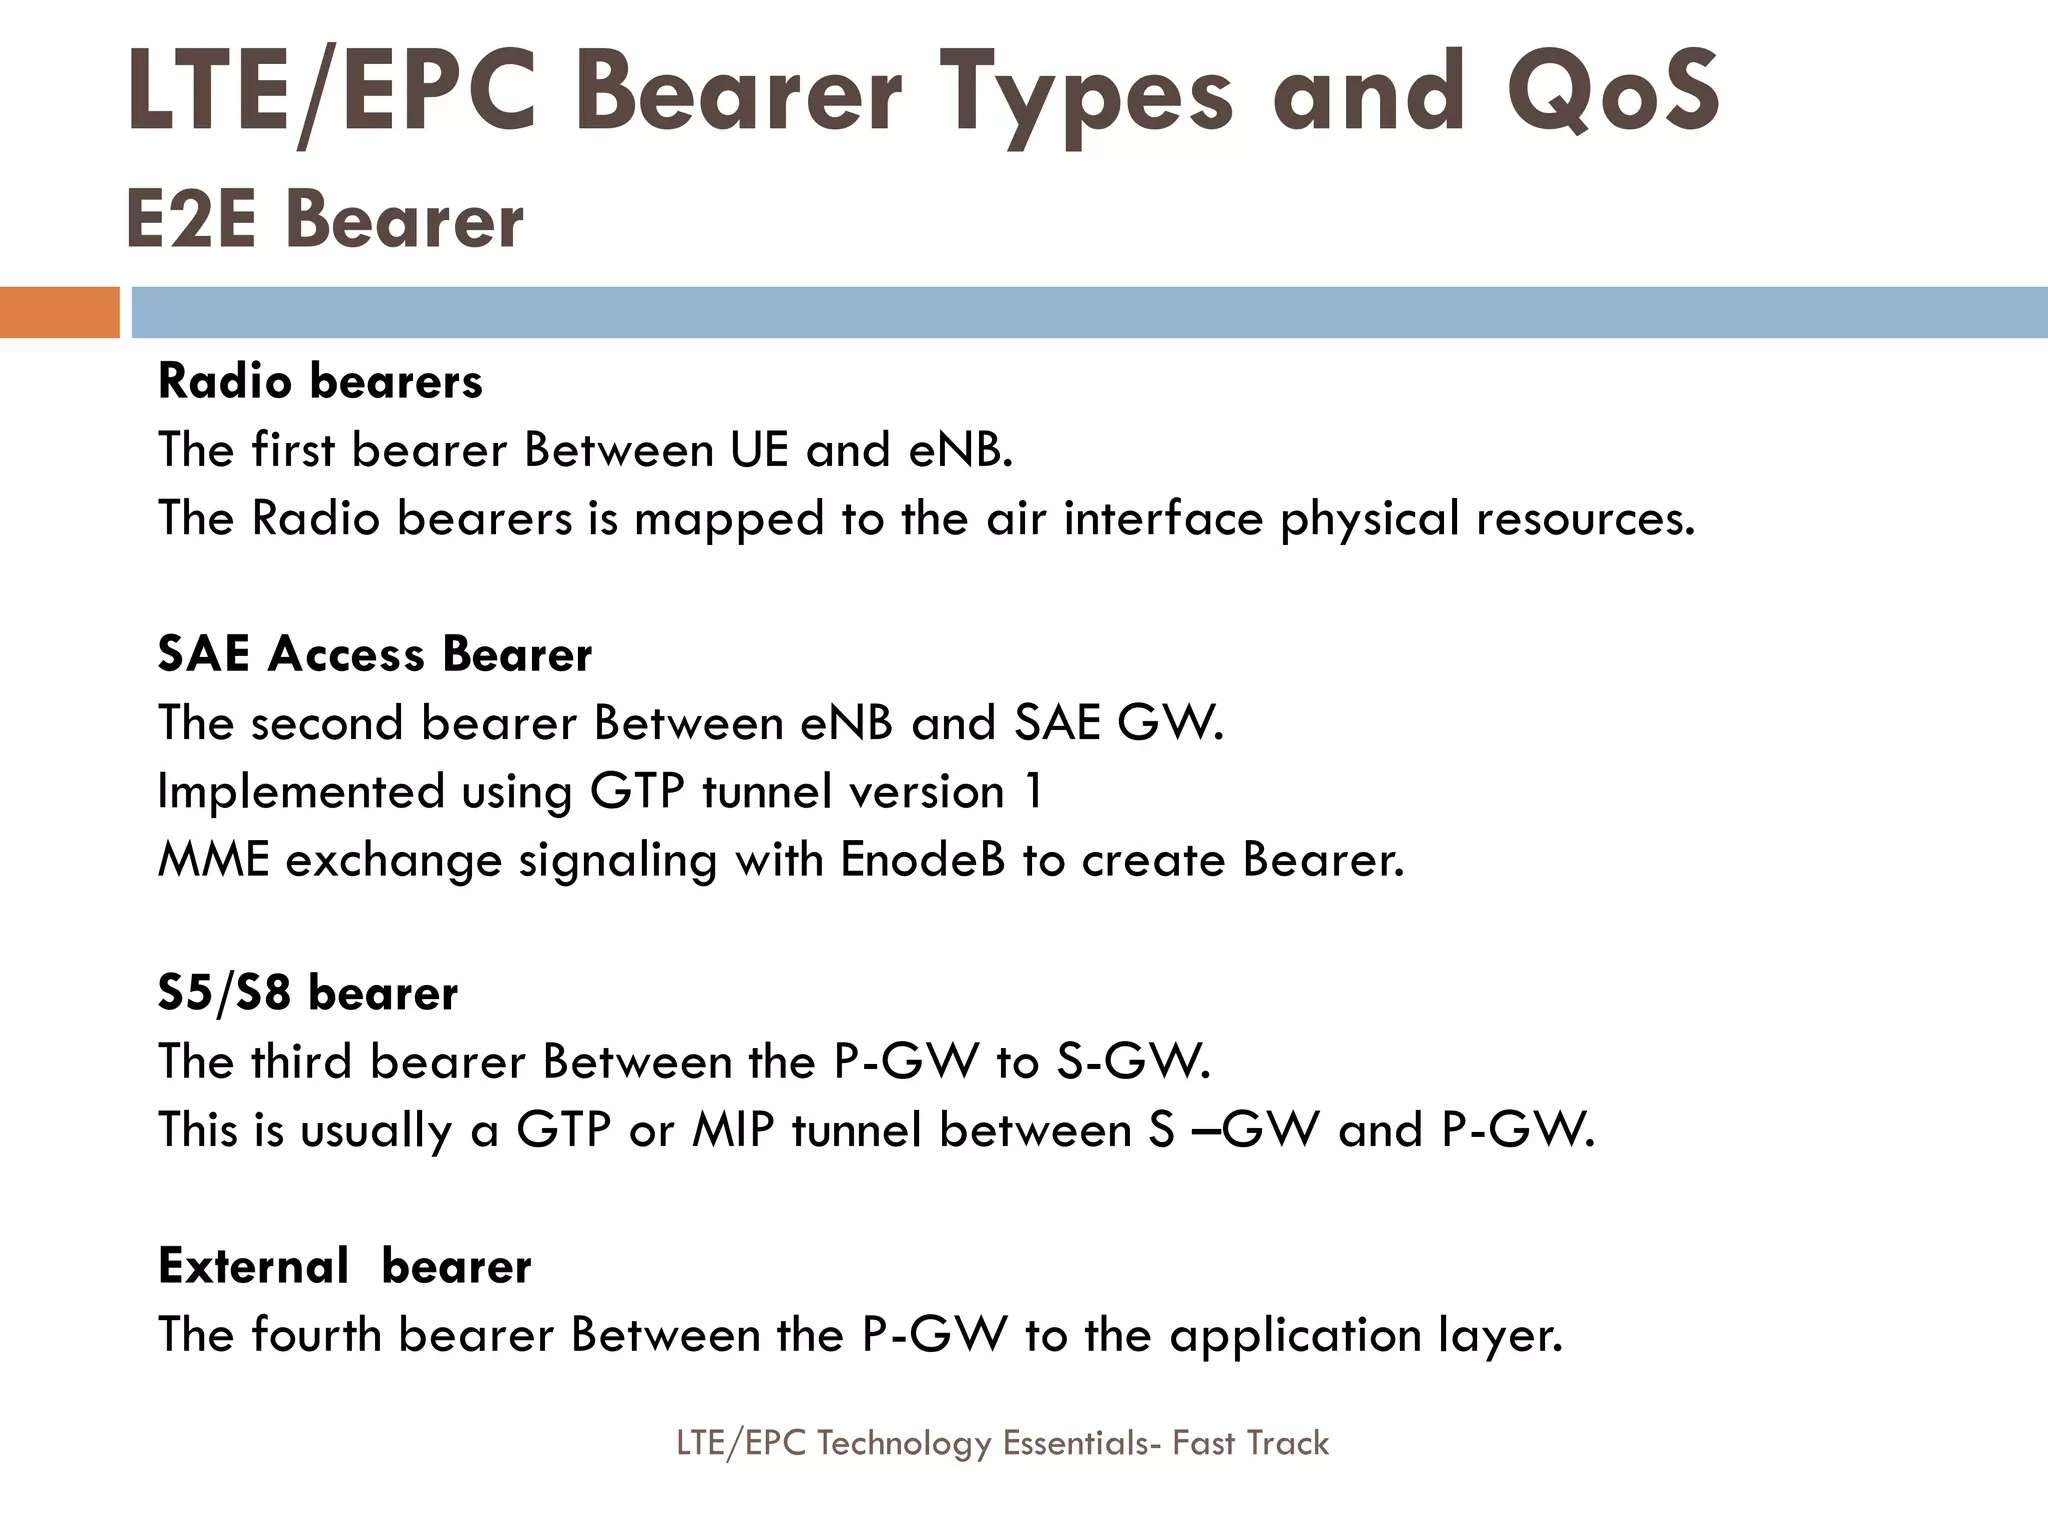 LTE/EPC Bearer Types and QoS
E2E Bearer
Radio bearers
The first bearer Between UE and eNB.
The Radio bearers is mapped to the air interface physical resources.
SAE Access Bearer
The second bearer Between eNB and SAE GW.
Implemented using GTP tunnel version 1
MME exchange signaling with EnodeB to create Bearer.
S5/S8 bearer
The third bearer Between the P-GW to S-GW.
This is usually a GTP or MIP tunnel between S –GW and P-GW.
External  bearer
The fourth bearer Between the P-GW to the application layer.
LTE/EPC Technology Essentials- Fast Track